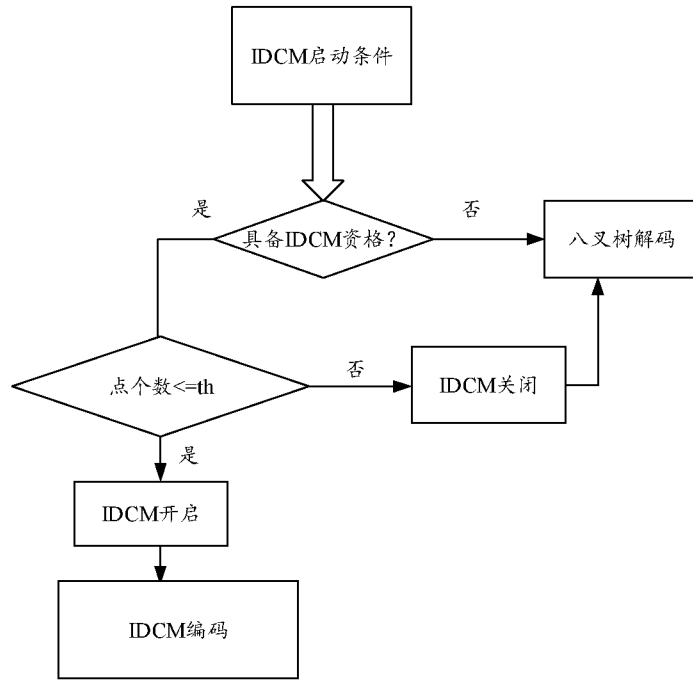 IDCM启动条件
是
否
具备IDCM资格？
八叉树解码
点个数<=th
否
IDCM关闭
是
IDCM开启
IDCM编码